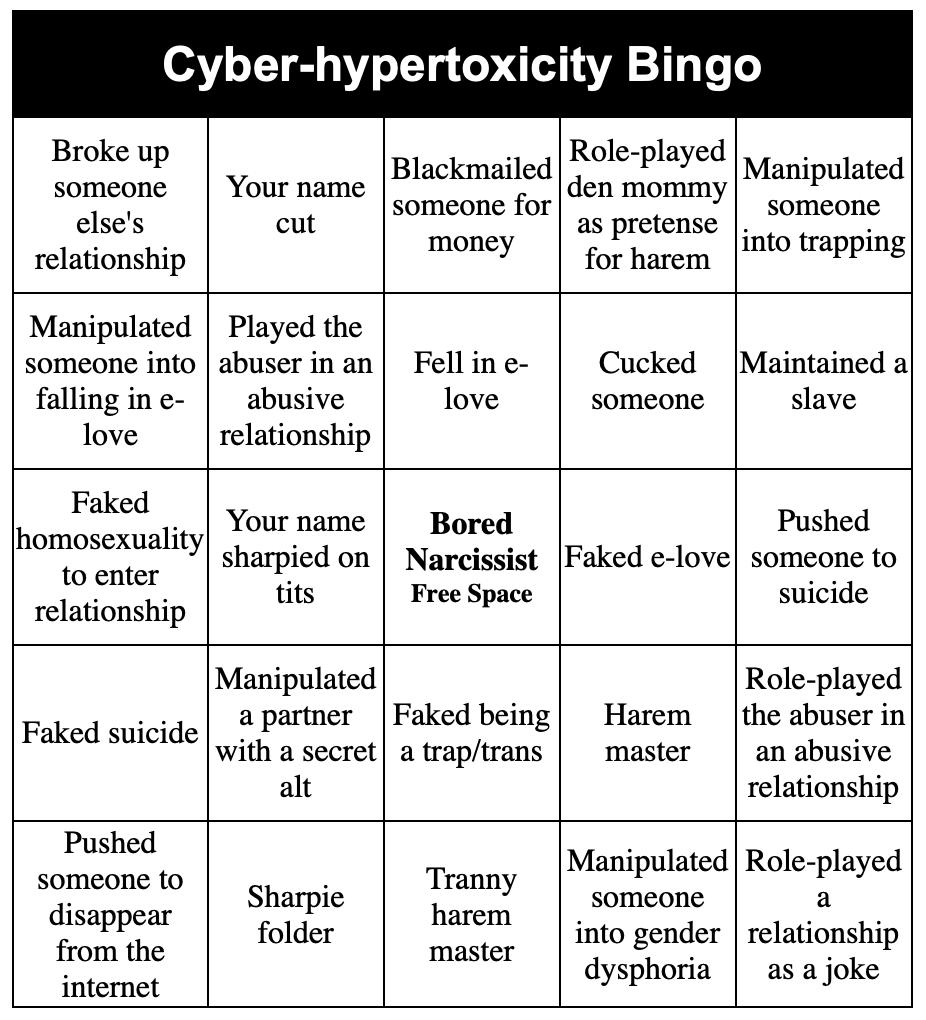 Cyber-hypertoxicity Bingo
Broke up
someone
else's
relationship
Your name
cut
Blackmailed
someone for
money
Role-played
den mommy
as pretense
for harem
Manipulated
someone
into trapping
Manipulated
someone into
falling in e-
love
Played the
abuser in an
abusive
relationship
Fell in e-
love
Cucked
someone
Maintained a
slave
Faked
homosexuality
to enter
relationship
Your name
sharpied on
tits
Bored
Narcissist
Free Space
Faked e-love
Pushed
someone to
suicide
Faked suicide
Manipulated
a partner
with a secret
alt
Faked being
a trap/trans
Harem
master
Role-played
the abuser in
an abusive
relationship
Pushed
someone to
disappear
from the
internet
Sharpie
folder
Tranny
harem
master
Manipulated
someone
into gender
dysphoria
Role-played
a
relationship
as a joke